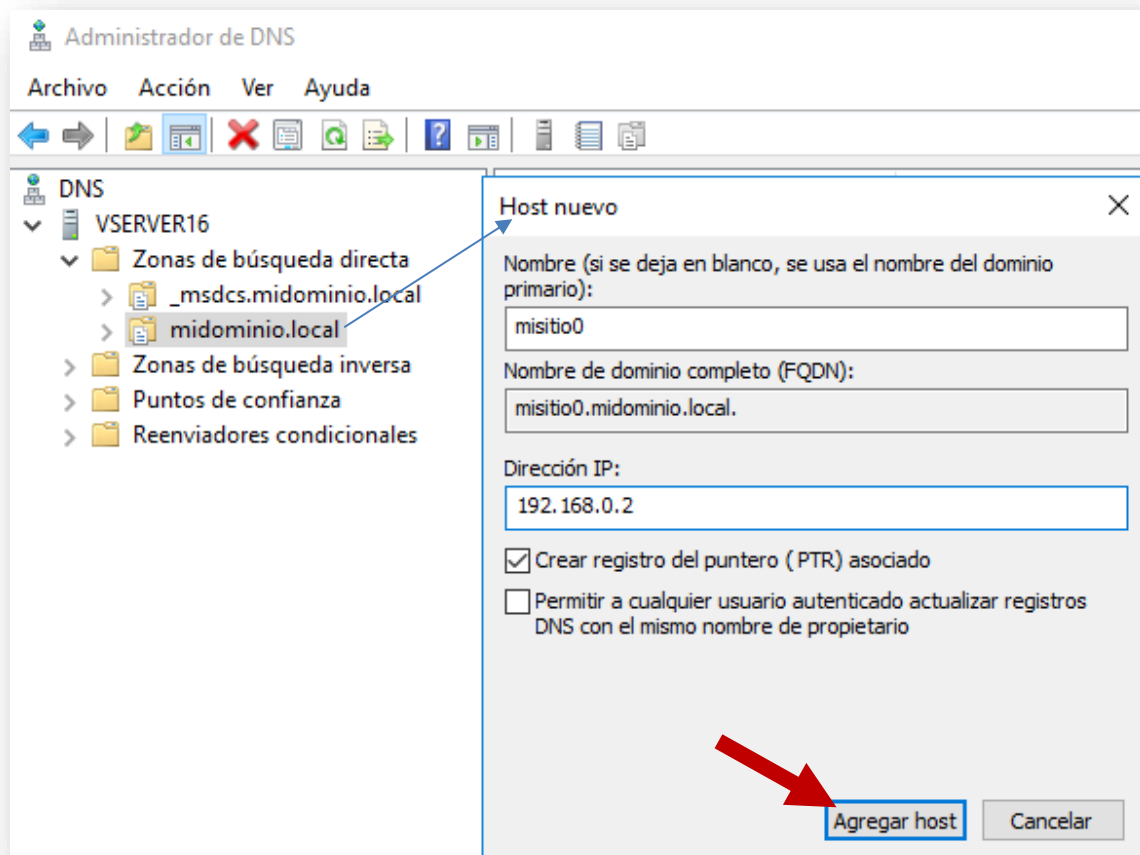 Administrador de DNS
Archivo Acción Ver Ayuda
DNS
VSERVER16
Zonas de búsqueda directa
_msdcs.midominio.local
midominio.local
Zonas de búsqueda inversa
Puntos de confianza
Reenviadores condicionales
Host nuevo
Nombre (si se deja en blanco, se usa el nombre del dominio
primario):
misitio0
Nombre de dominio completo (FQDN):
misitio0.midominio.local.
Dirección IP:
192.168.0.2
Crear registro del puntero (PTR) asociado
Permitir a cualquier usuario autenticado actualizar registros
DNS con el mismo nombre de propietario
Agregar host Cancelar